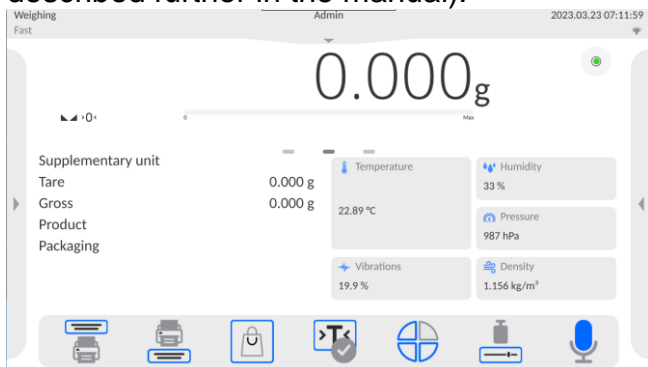 described further in the manual).
Weighing Admin 2023.03.23 07:11:59
Fast
0.000g
>0<
0 Max
Supplementary unit
Tare 0.000 g
Gross 0.000 g
Product
Packaging
Temperature
22.89 °C
Humidity
33 %
Pressure
987 hPa
Vibrations
19.9 %
Density
1.156 kg/m³
>T<